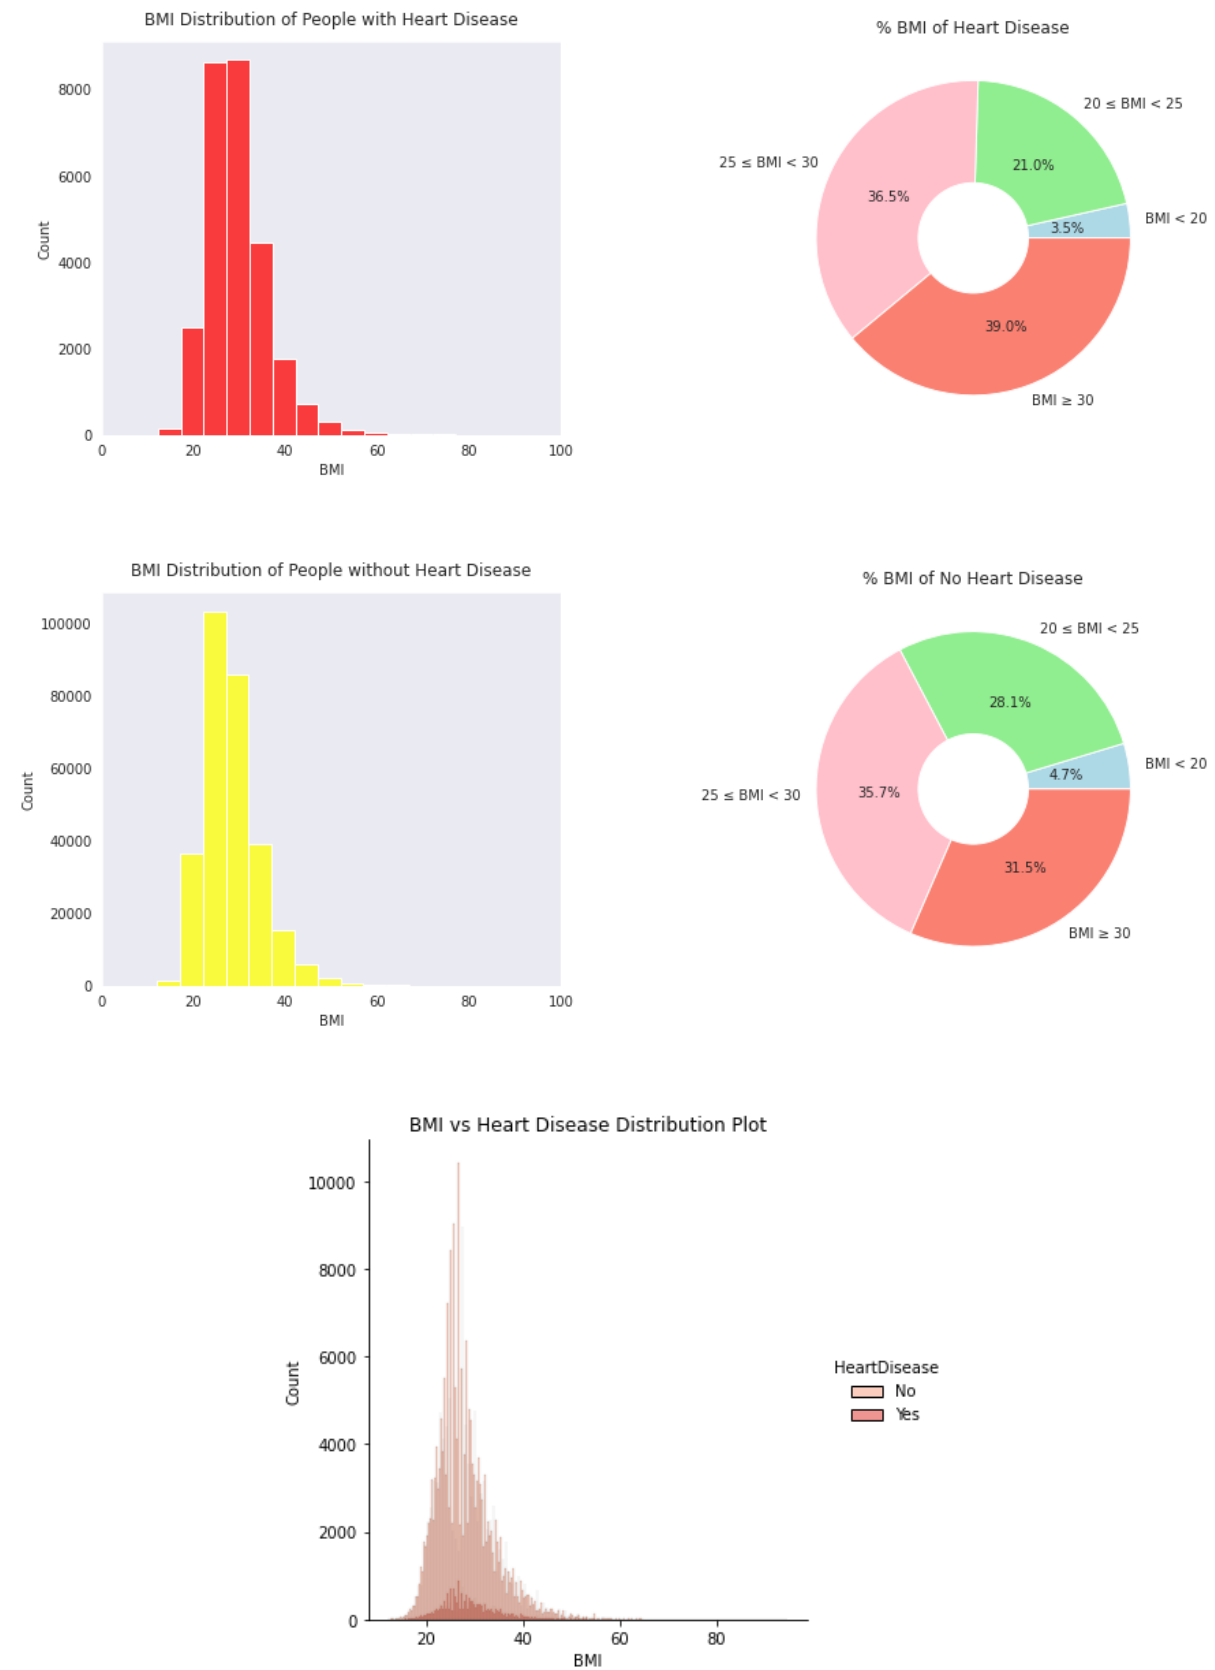 BMI Distribution of People with Heart Disease
8000
6000
4000
2000
0
Count
0 20 40 60 80 100
BMI
% BMI of Heart Disease
20 ≤ BMI < 25
25 ≤ BMI < 30
21.0%
36.5%
BMI < 20
3.5%
39.0%
BMI ≥ 30
BMI Distribution of People without Heart Disease
100000
80000
60000
40000
20000
0
Count
0 20 40 60 80 100
BMI
% BMI of No Heart Disease
20 ≤ BMI < 25
28.1%
BMI < 20
4.7%
25 ≤ BMI < 30
35.7%
31.5%
BMI ≥ 30
BMI vs Heart Disease Distribution Plot
10000
8000
6000
4000
2000
0
Count
20 40 60 80
BMI
HeartDisease
No
Yes